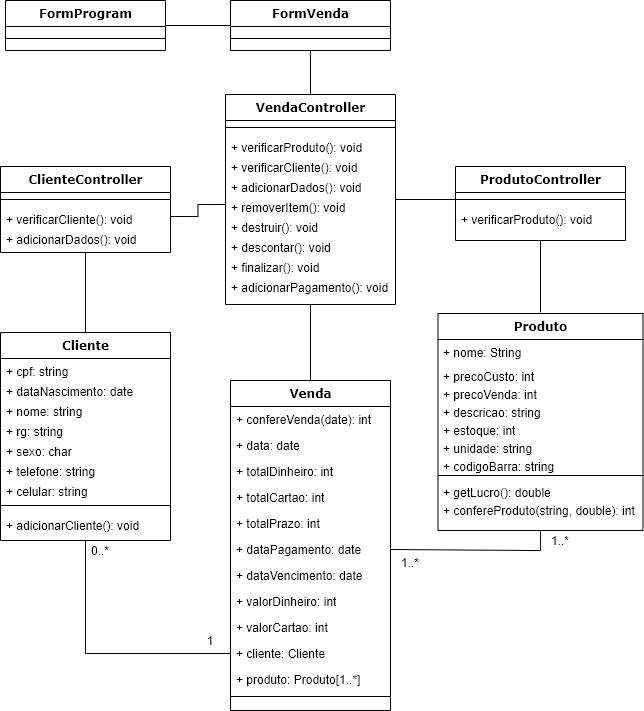 FormProgram
FormVenda
VendaController
+ verificarProduto(): void
+ verificarCliente(): void
+ adicionarDados(): void
+ removerItem(): void
+ destruir(): void
+ descontar(): void
+ finalizar(): void
+ adicionarPagamento(): void
ClienteController
+ verificarCliente(): void
+ adicionarDados(): void
ProdutoController
+ verificarProduto(): void
Cliente
+ cpf: string
+ dataNascimento: date
+ nome: string
+ rg: string
+ sexo: char
+ telefone: string
+ celular: string
+ adicionarCliente(): void
0..*
1
Venda
+ confereVenda(date): int
+ data: date
+ totalDinheiro: int
+ totalCartao: int
+ totalPrazo: int
+ dataPagamento: date
+ dataVencimento: date
+ valorDinheiro: int
+ valorCartao: int
+ cliente: Cliente
+ produto: Produto[1..*]
Produto
+ nome: String
+ precoCusto: int
+ precoVenda: int
+ descricao: string
+ estoque: int
+ unidade: string
+ codigoBarra: string
+ getLucro(): double
+ confereProduto(string, double): int
1..*
1..*